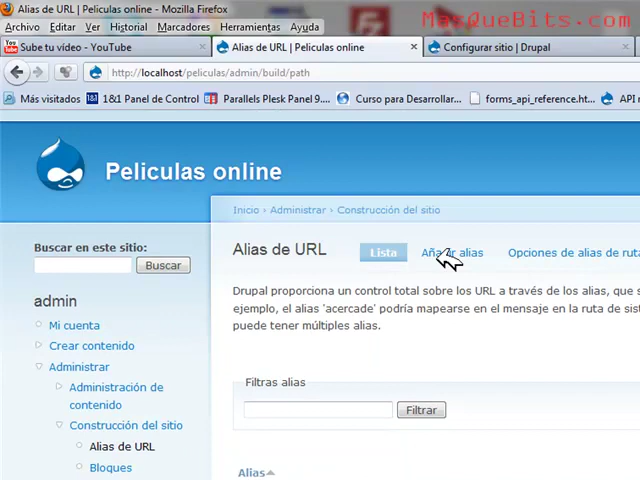 Alias de URL | Peliculas online - Mozilla Firefox
MasQueBits.com
Archivo Editar Ver Historial Marcadores Herramientas Ayuda
Sube tu vídeo - YouTube
Alias de URL | Peliculas online
Configurar sitio | Drupal
http://localhost/peliculas/admin/build/path
Más visitados
1&1 Panel de Control
Parallels Plesk Panel 9....
Curso para Desarrollar...
forms_api_reference.ht...
API
Peliculas online
Inicio › Administrar › Construcción del sitio
Buscar en este sitio:
Buscar
Alias de URL
Lista
Añadir alias
Opciones de alias de
Drupal proporciona un control total sobre los URL a través de los alias, que
ejemplo, el alias 'acercade' podría mapearse en el mensaje en la ruta de
puede tener múltiples alias.
admin
Mi cuenta
Crear contenido
Administrar
Administración de
contenido
Construcción del sitio
Alias de URL
Bloques
Filtras alias
Filtrar
Alias